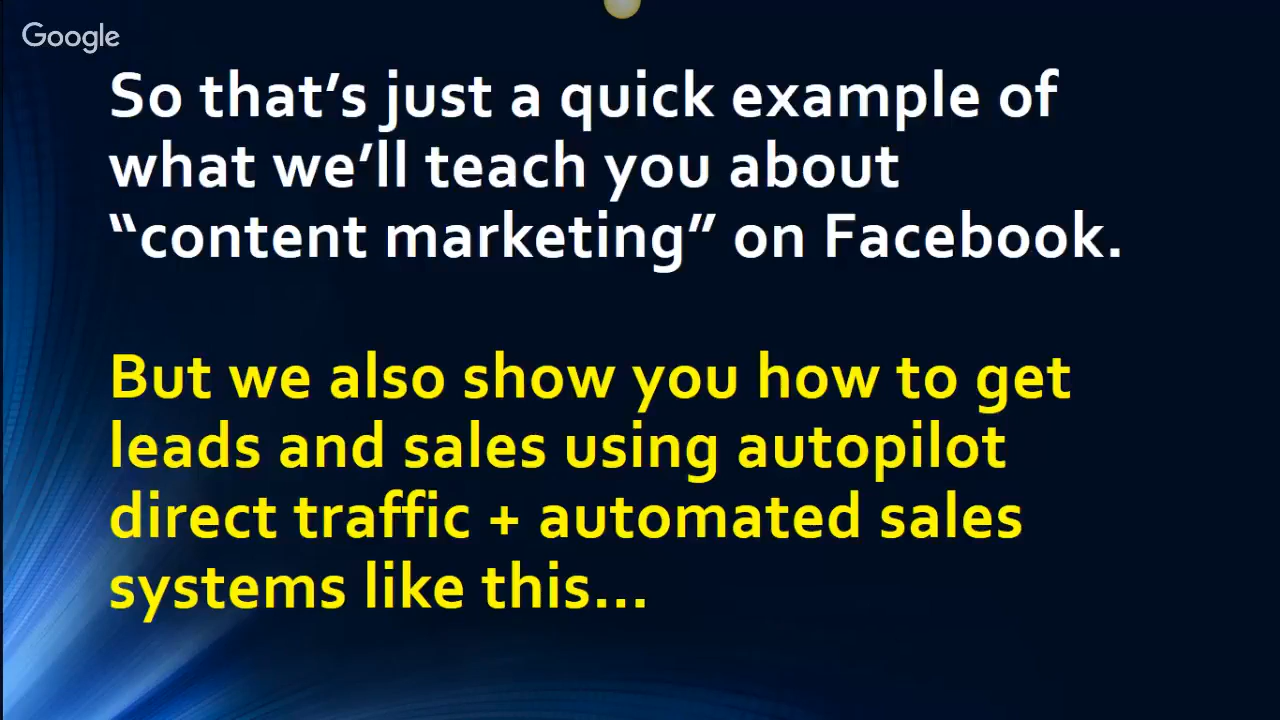 Google
So that’s just a quick example of
what we’ll teach you about
“content marketing” on Facebook.
But we also show you how to get
leads and sales using autopilot
direct traffic + automated sales
systems like this…